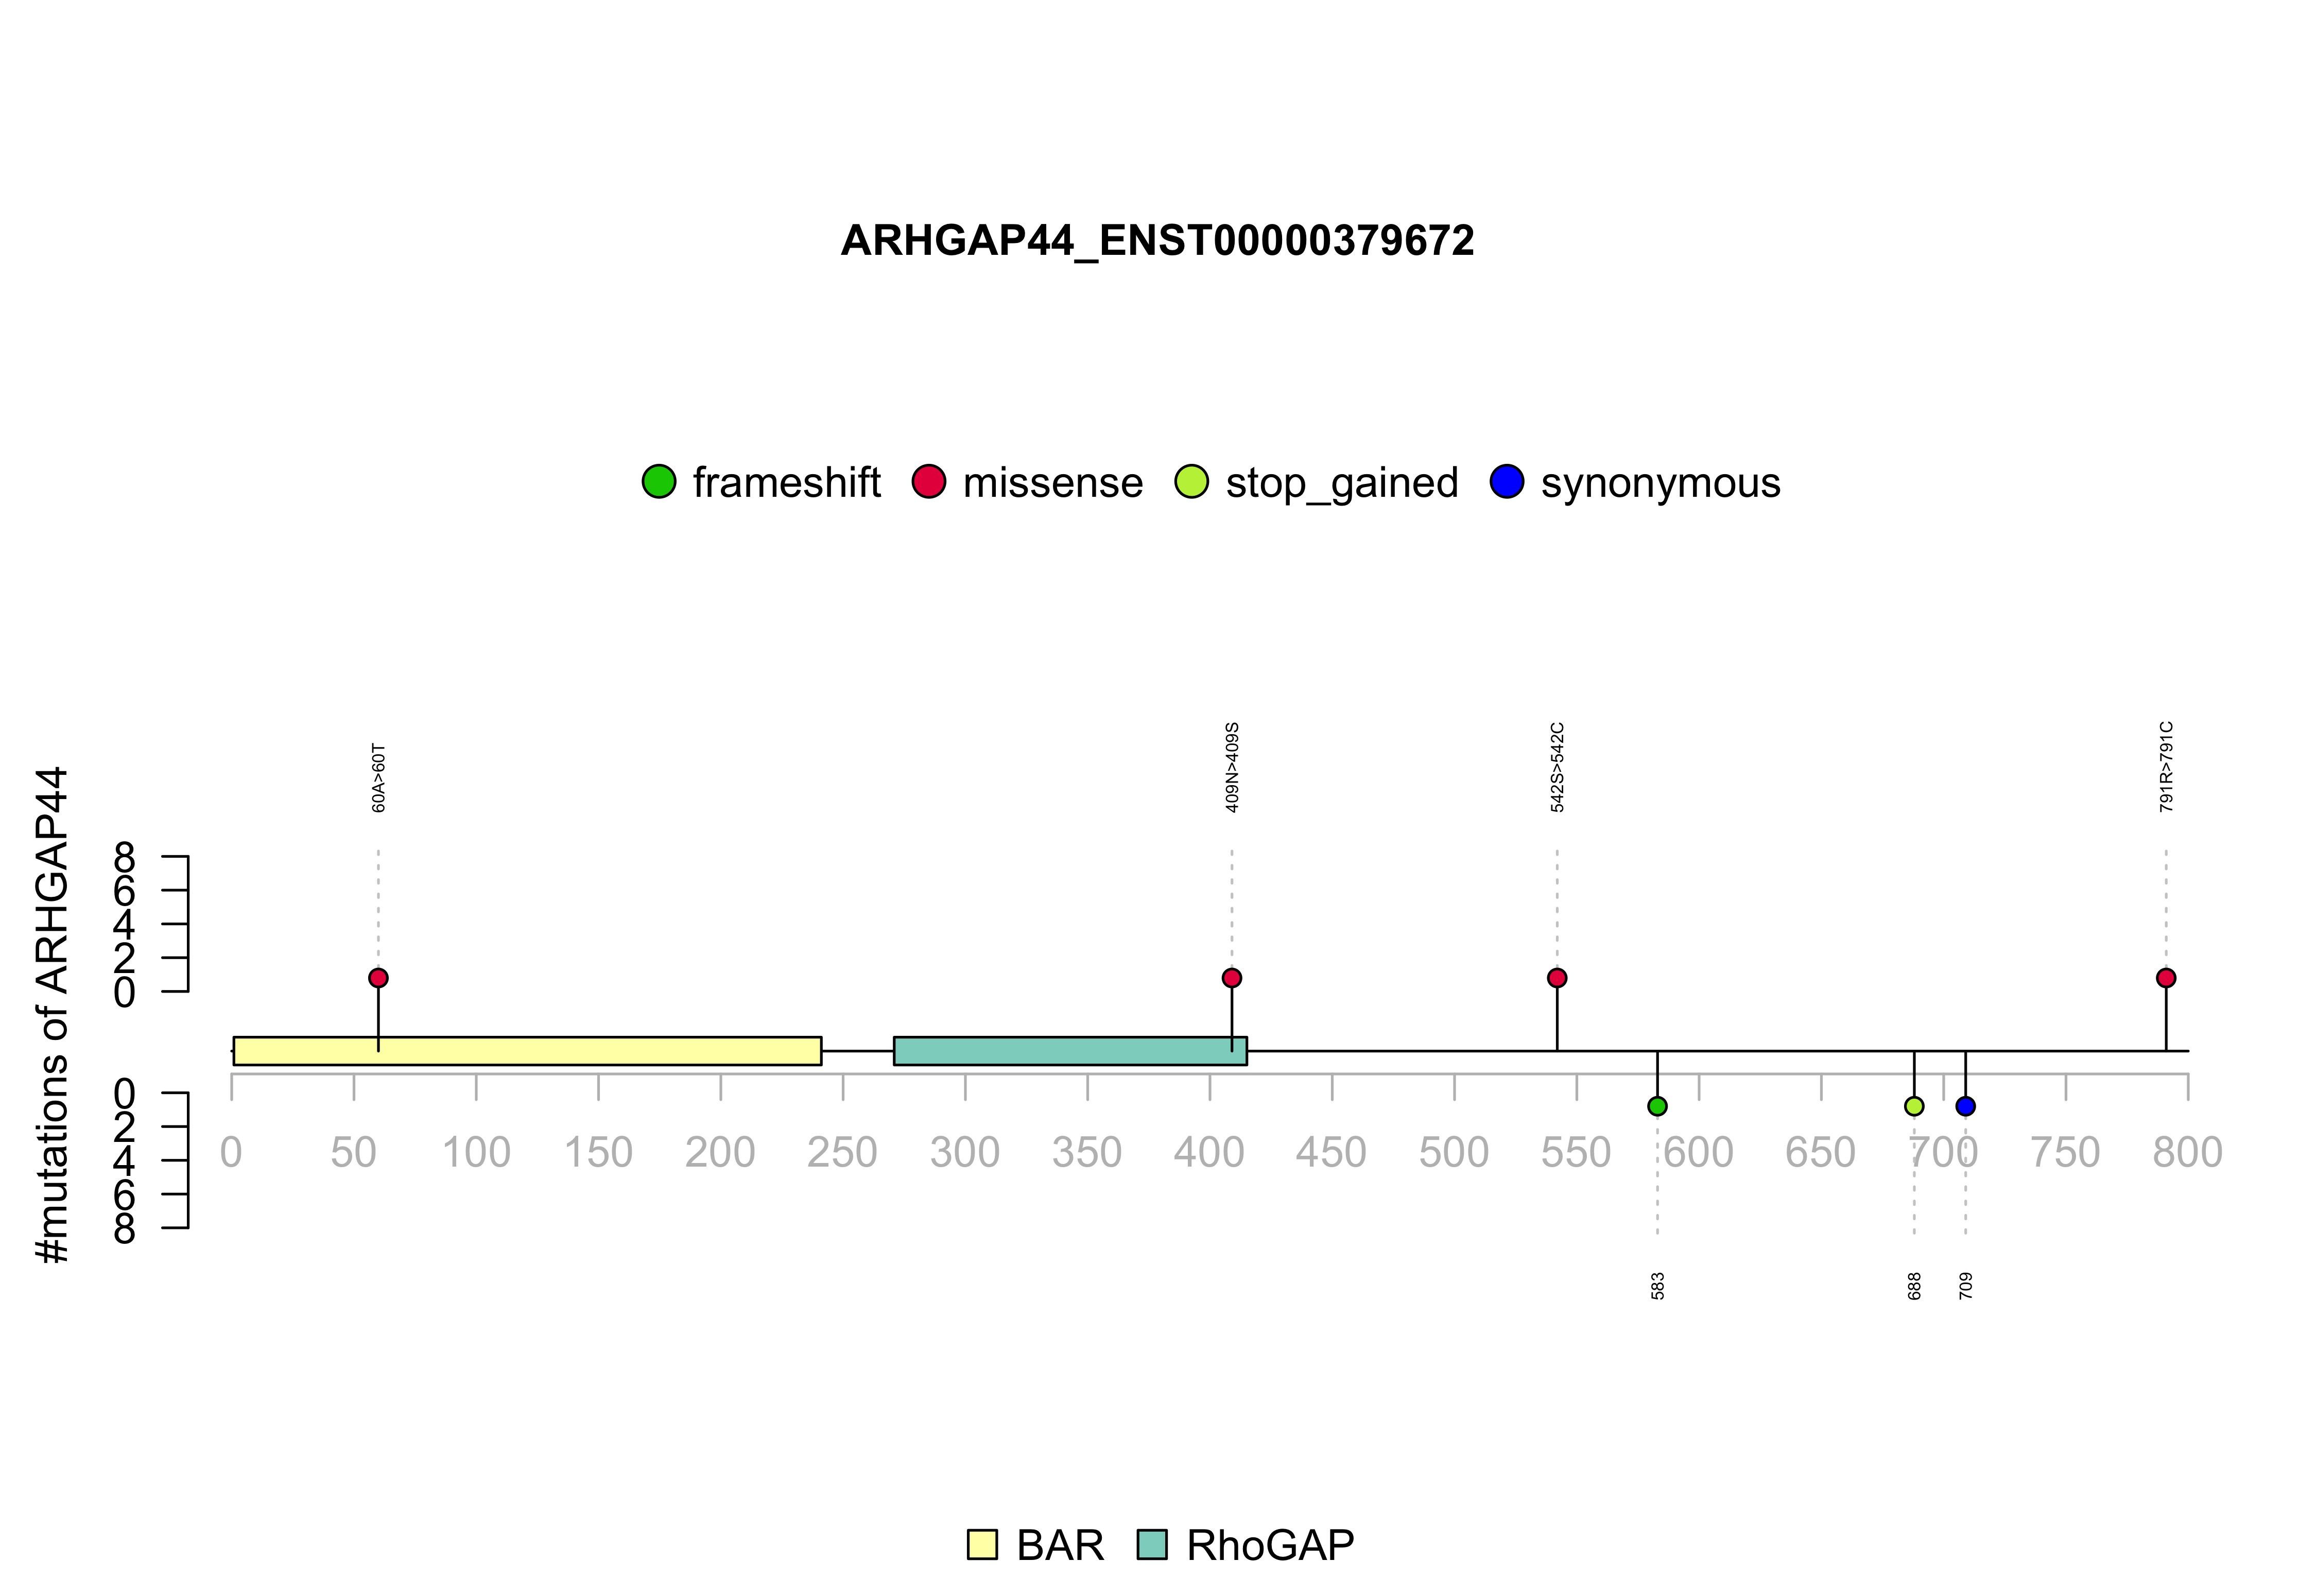 ARHGAP44_ENST00000379672
frameshift missense stop_gained synonymous
60A>60T 409N>409S 542S>542C 791R>791C
#mutations of ARHGAP44
8
6
4
2
0
0
2
4
6
8
0 50 100 150 200 250 300 350 400 450 500 550 600 650 700 750 800
583 688 709
BAR RhoGAP